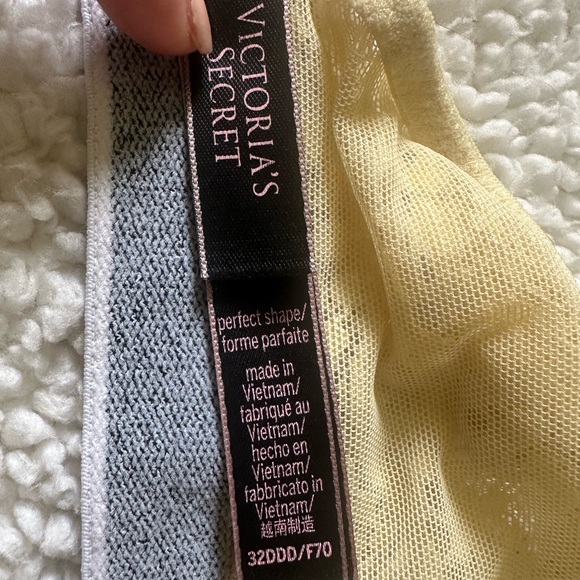 VICTORIA'S
SECRET
perfect shape/
forme parfaite
made in
Vietnam/
fabriqué au
Vietnam/
hecho en
Vietnam/
fabbricato in
Vietnam/
越南制造
32DDD/F70